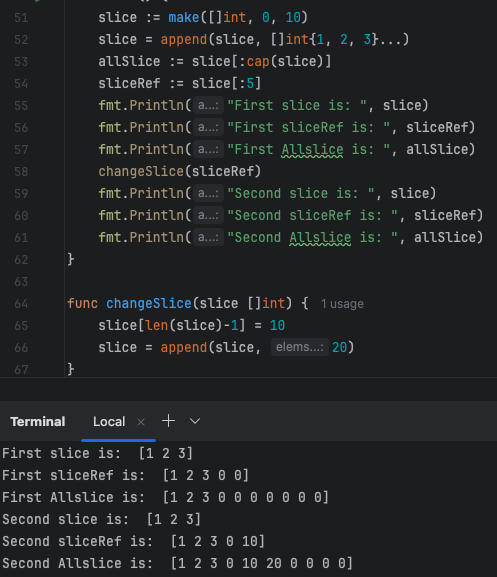 51 slice := make([]int, 0, 10)
52 slice = append(slice, []int{1, 2, 3}...)
53 allSlice := slice[:cap(slice)]
54 sliceRef := slice[:5]
55 fmt.Println( a...: "First slice is: ", slice)
56 fmt.Println( a...: "First sliceRef is: ", sliceRef)
57 fmt.Println( a...: "First Allslice is: ", allSlice)
58 changeSlice(sliceRef)
59 fmt.Println( a...: "Second slice is: ", slice)
60 fmt.Println( a...: "Second sliceRef is: ", sliceRef)
61 fmt.Println( a...: "Second Allslice is: ", allSlice)
62 }
63
64 func changeSlice(slice []int) { 1 usage
65 slice[len(slice)-1] = 10
66 slice = append(slice, elems...: 20)
67 }
Terminal Local × + ∨
First slice is:  [1 2 3]
First sliceRef is:  [1 2 3 0 0]
First Allslice is:  [1 2 3 0 0 0 0 0 0 0]
Second slice is:  [1 2 3]
Second sliceRef is:  [1 2 3 0 10]
Second Allslice is:  [1 2 3 0 10 20 0 0 0 0]